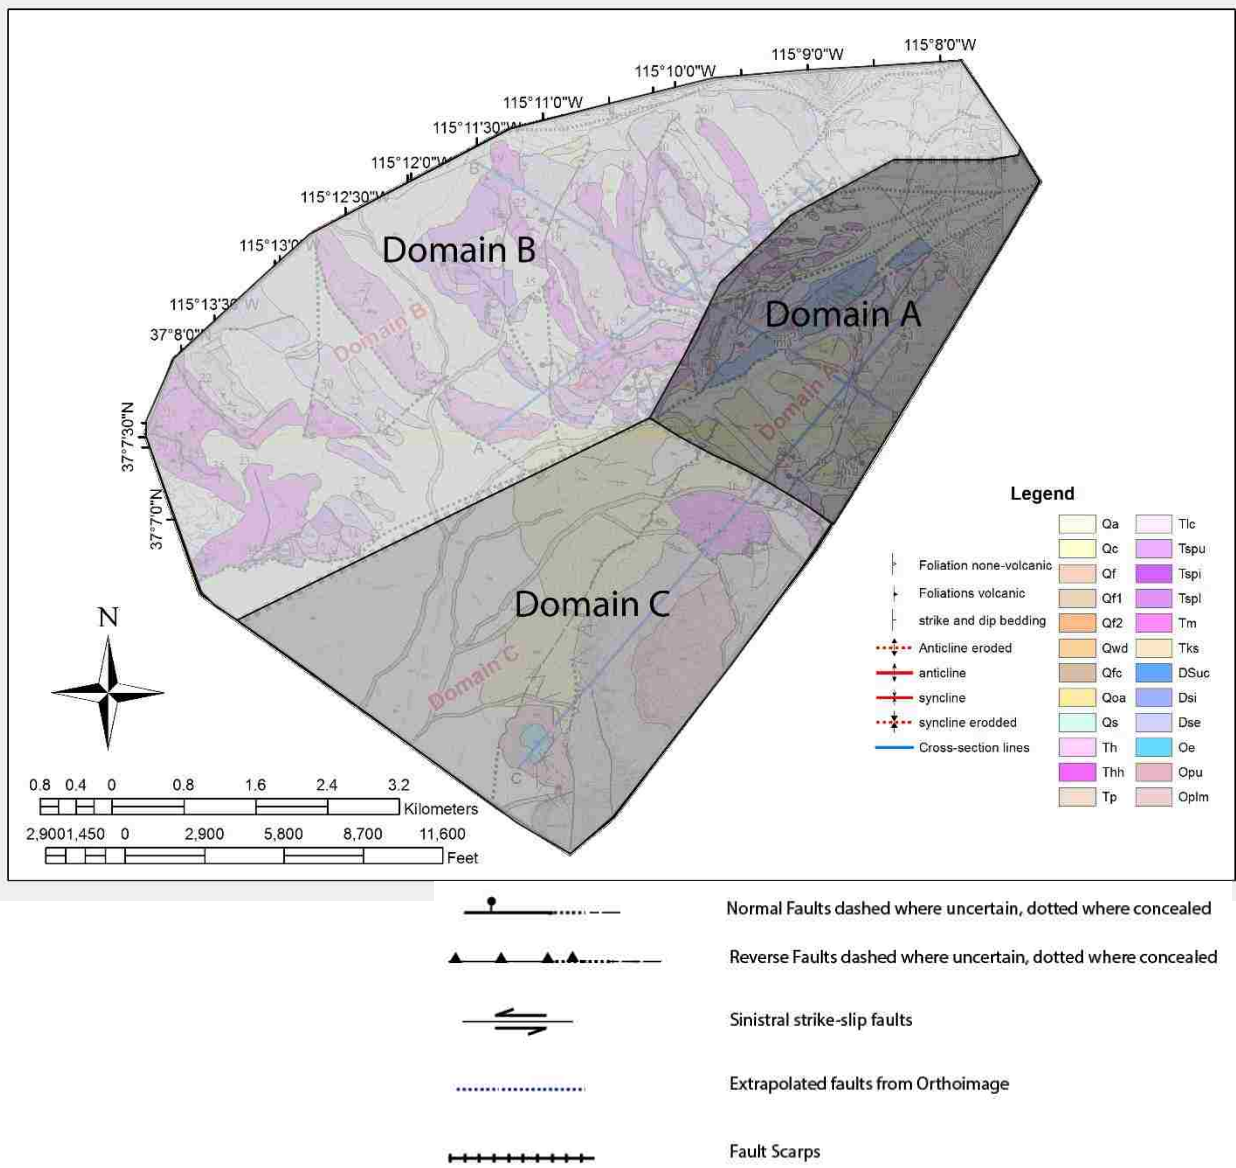 115°8'0"W
115°9'0"W
115°10'0"W
115°11'0"W
115°11'30"W
115°12'0"W
115°12'30"W
115°13'0"
115°13'30"W
37°8'0"
37°7'30"N
37°7'0"N
Domain B
Domain B
Domain A
Domain A
Domain C
Domain C
B
A
C
N
0.8 0.4 0 0.8 1.6 2.4 3.2
Kilometers
2,9001,450 0 2,900 5,800 8,700 11,600
Feet
Legend
Foliation none-volcanic
Foliations volcanic
strike and dip bedding
Anticline eroded
anticline
syncline
syncline erodded
Cross-section lines
Qa
Qc
Qf
Qf1
Qf2
Qwd
Qfc
Qoa
Qs
Th
Thh
Tp
Tlc
Tspu
Tspi
Tspl
Tm
Tks
DSuc
Dsi
Dse
Oe
Opu
Oplm
Normal Faults dashed where uncertain, dotted where concealed
Reverse Faults dashed where uncertain, dotted where concealed
Sinistral strike-slip faults
Extrapolated faults from Orthoimage
Fault Scarps